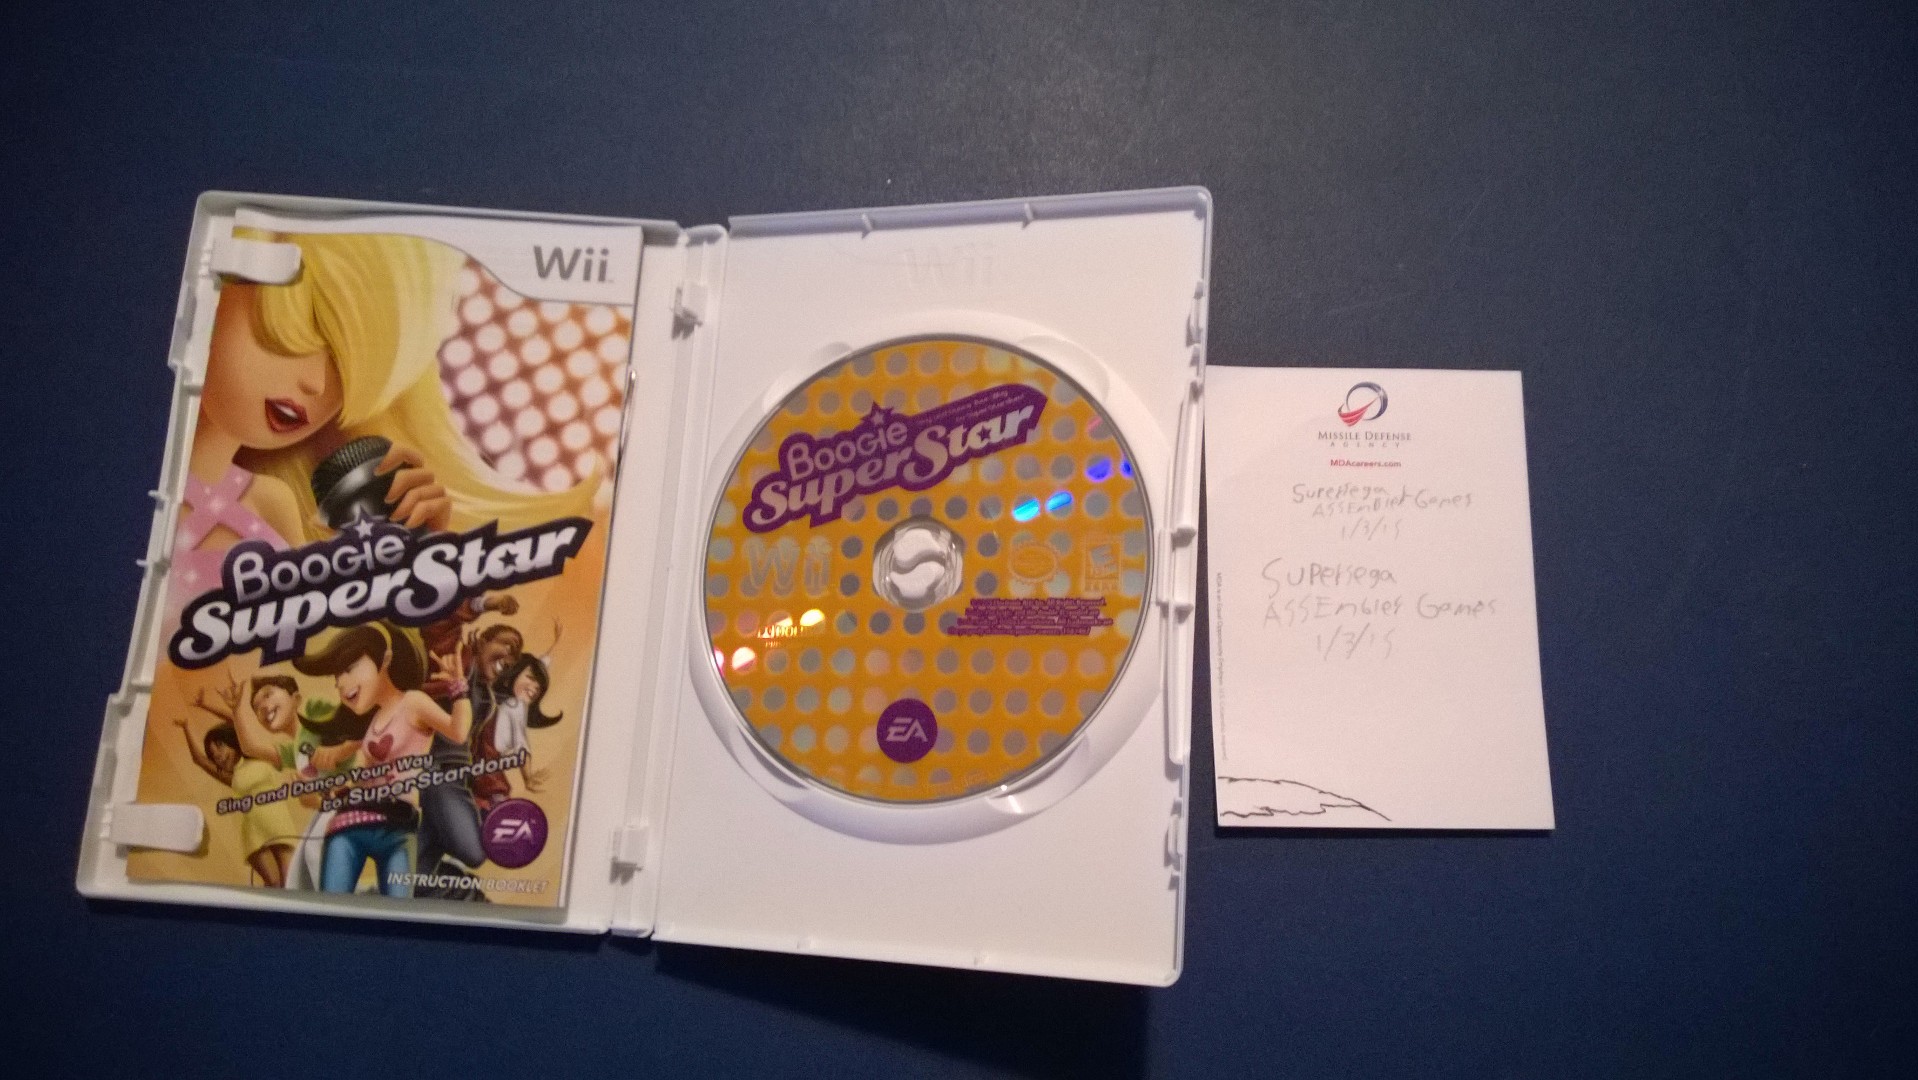 Wii
BOOGIE
SuperStar
Sing and Dance Your Way
to SuperStardom!
EA
INSTRUCTION BOOKLET
BOOGIE
SuperStar
Wii
E
EA
MISSILE DEFENSE
AGENCY
MDAcareers.com
Supersega
ASSEmbler Games
1/3/15
Supersega
ASSEmbler Games
1/3/15